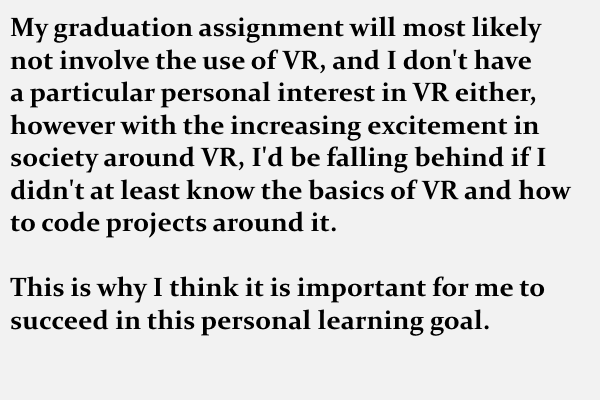 My graduation assignment will most likely
not involve the use of VR, and I don't have
a particular personal interest in VR either,
however with the increasing excitement in
society around VR, I'd be falling behind if I
didn't at least know the basics of VR and how
to code projects around it.
This is why I think it is important for me to
succeed in this personal learning goal.